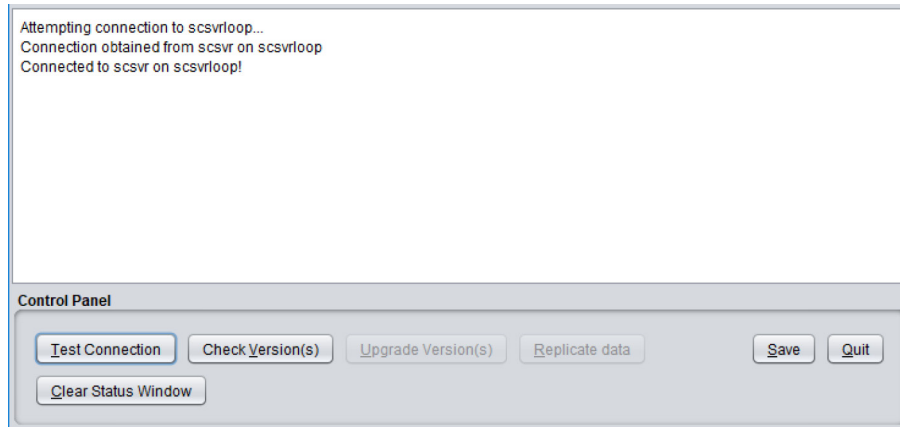 Attempting connection to scsvrloop...
Connection obtained from scsvr on scsvrloop
Connected to scsvr on scsvrloop!
Control Panel
Test Connection Check Version(s) Upgrade Version(s) Replicate data Save Quit
Clear Status Window